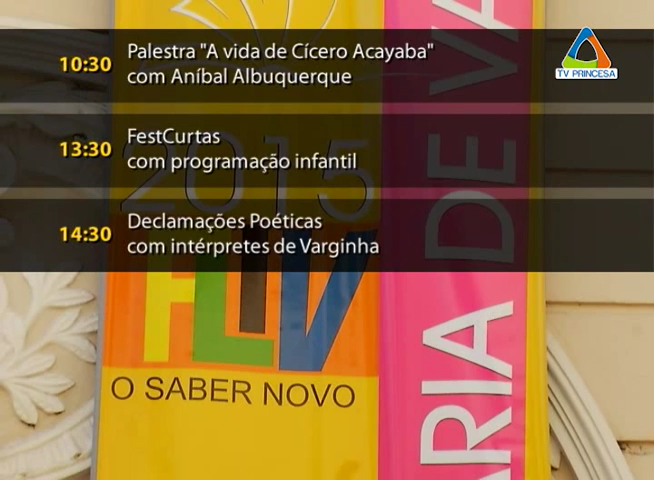 TV PRINCESA
10:30 Palestra "A vida de Cícero Acayaba"
com Aníbal Albuquerque
13:30 FestCurtas
com programação infantil
14:30 Declamações Poéticas
com intérpretes de Varginha
2015
FLIV
O SABER NOVO
ARIA DE VA